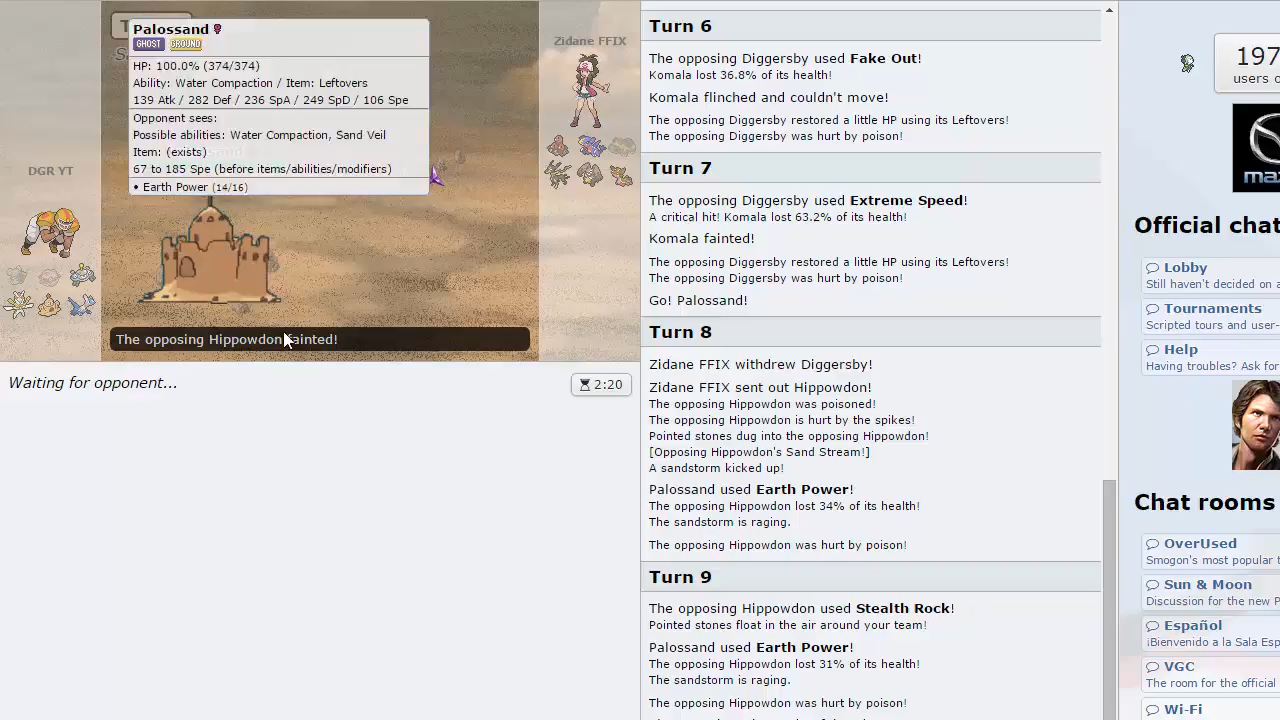 Palossand
GHOST GROUND
HP: 100.0% (374/374)
Ability: Water Compaction / Item: Leftovers
139 Atk / 282 Def / 236 SpA / 249 SpD / 106 Spe
Opponent sees:
Possible abilities: Water Compaction, Sand Veil
Item: (exists)
67 to 185 Spe (before items/abilities/modifiers)
• Earth Power (14/16)
DGR YT
Zidane FFIX
The opposing Hippowdon fainted!
Waiting for opponent...
2:20
Turn 6
The opposing Diggersby used Fake Out!
Komala lost 36.8% of its health!
Komala flinched and couldn't move!
The opposing Diggersby restored a little HP using its Leftovers!
The opposing Diggersby was hurt by poison!
Turn 7
The opposing Diggersby used Extreme Speed!
A critical hit! Komala lost 63.2% of its health!
Komala fainted!
The opposing Diggersby restored a little HP using its Leftovers!
The opposing Diggersby was hurt by poison!
Go! Palossand!
Turn 8
Zidane FFIX withdrew Diggersby!
Zidane FFIX sent out Hippowdon!
The opposing Hippowdon was poisoned!
The opposing Hippowdon is hurt by the spikes!
Pointed stones dug into the opposing Hippowdon!
[Opposing Hippowdon's Sand Stream!]
A sandstorm kicked up!
Palossand used Earth Power!
The opposing Hippowdon lost 34% of its health!
The sandstorm is raging.
The opposing Hippowdon was hurt by poison!
Turn 9
The opposing Hippowdon used Stealth Rock!
Pointed stones float in the air around your team!
Palossand used Earth Power!
The opposing Hippowdon lost 31% of its health!
The sandstorm is raging.
The opposing Hippowdon was hurt by poison!
197
users o
maz
Official chat
Lobby
Still haven't decided on a
Tournaments
Scripted tours and user-
Help
Having troubles? Ask for
Chat rooms
OverUsed
Smogon's most popular t
Sun & Moon
Discussion for the new P
Español
¡Bienvenido a la Sala Esp
VGC
The room for the official
Wi-Fi